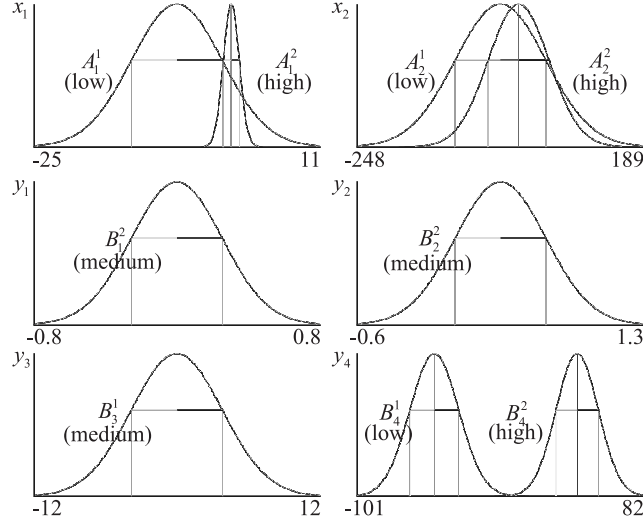 x₁
A₁¹
(low)
A₁²
(high)
-25
11
x₂
A₂¹
(low)
A₂²
(high)
-248
189
y₁
B₁²
(medium)
-0.8
0.8
y₂
B₂²
(medium)
-0.6
1.3
y₃
B₃¹
(medium)
-12
12
y₄
B₄¹
(low)
B₄²
(high)
-101
82